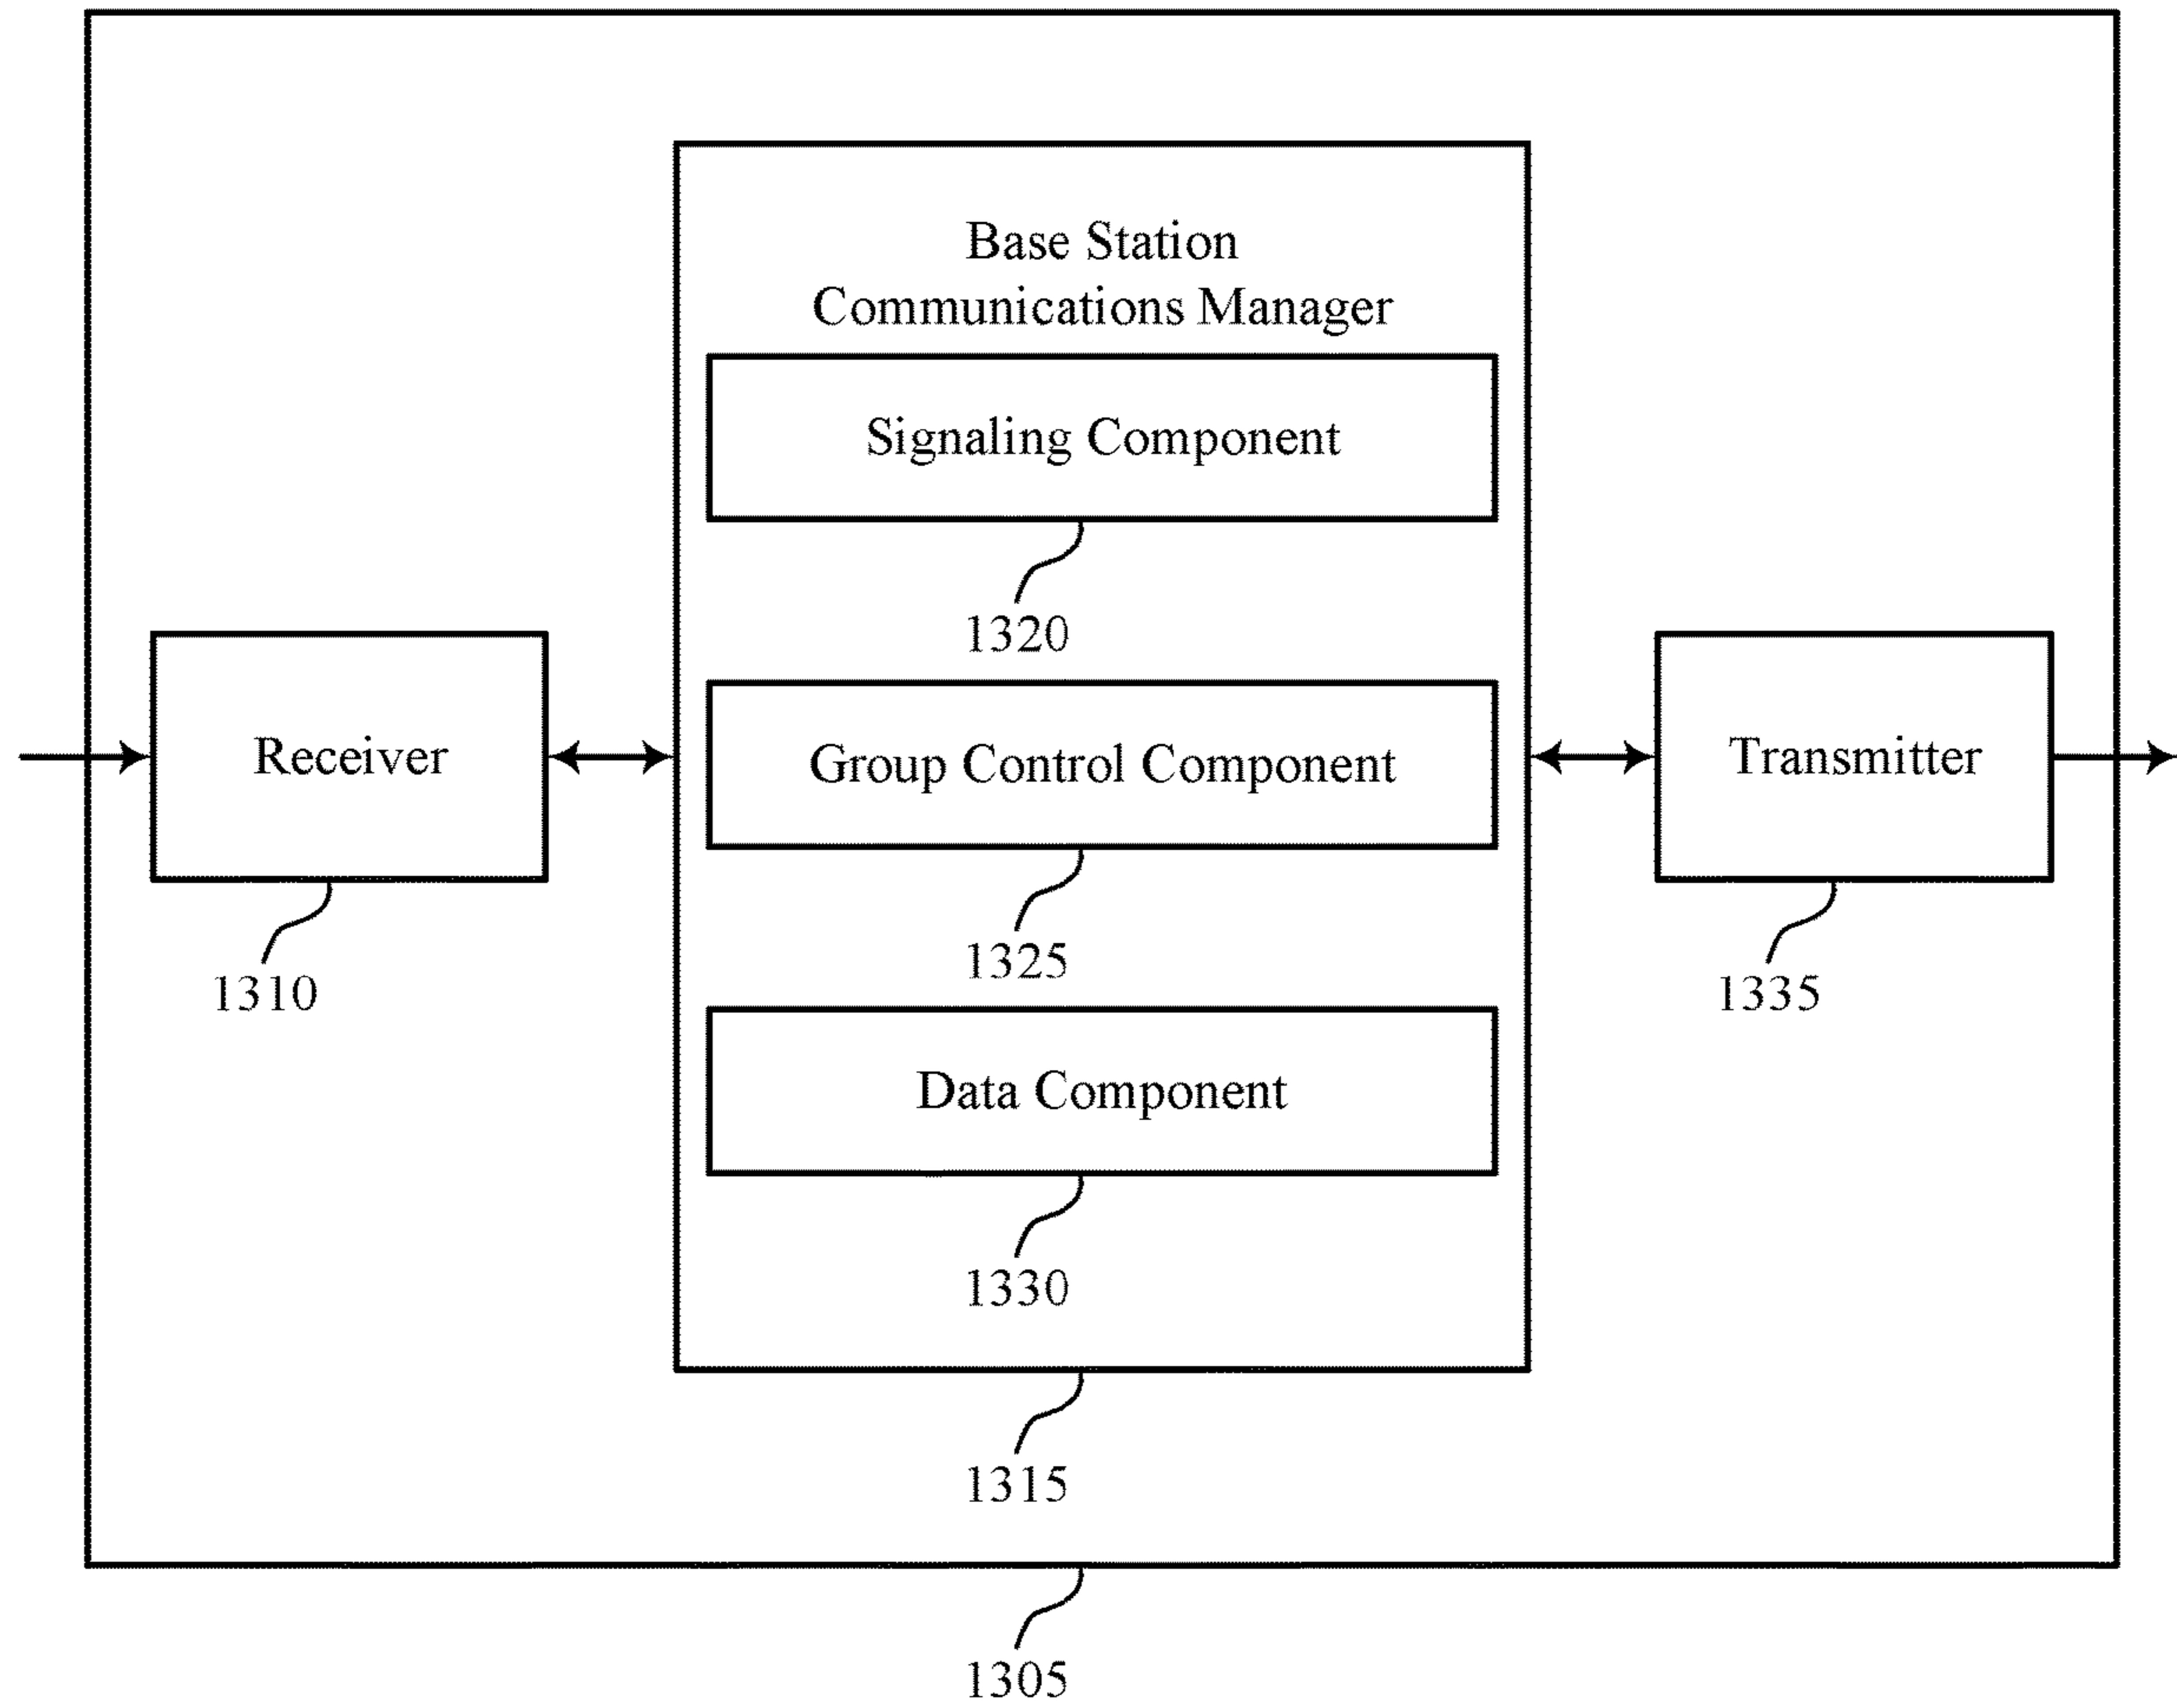 Base Station
Communications Manager
Signaling Component
1320
Receiver
Group Control Component
Transmitter
1310
1325
1335
Data Component
1330
1315
1305